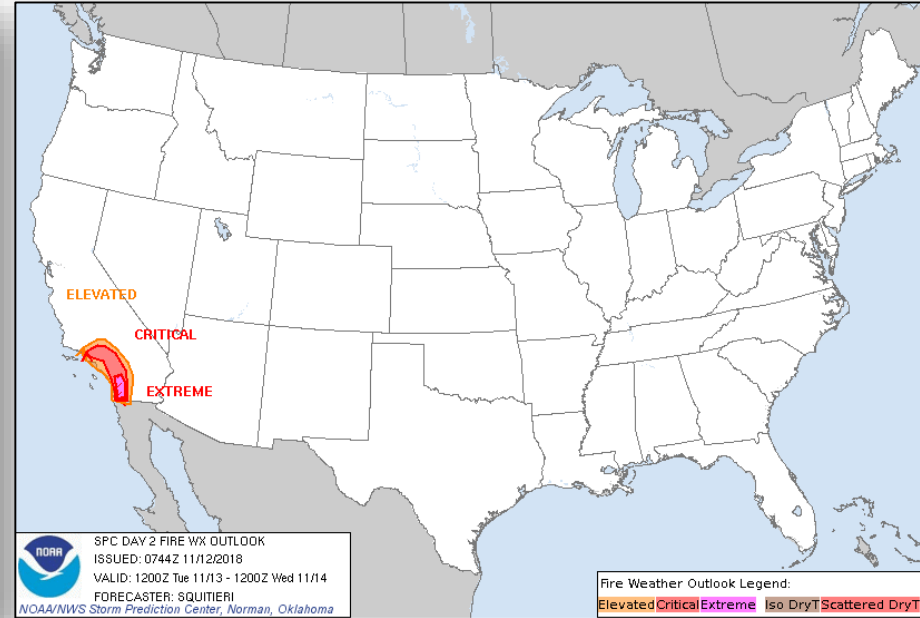 ELEVATED
CRITICAL
EXTREME
NOAA
SPC DAY 2 FIRE WX OUTLOOK
ISSUED: 0744Z 11/12/2018
VALID: 1200Z Tue 11/13 - 1200Z Wed 11/14
FORECASTER: SQUITIERI
NOAA/NWS Storm Prediction Center, Norman, Oklahoma
Fire Weather Outlook Legend:
Elevated Critical Extreme Iso DryT Scattered DryT